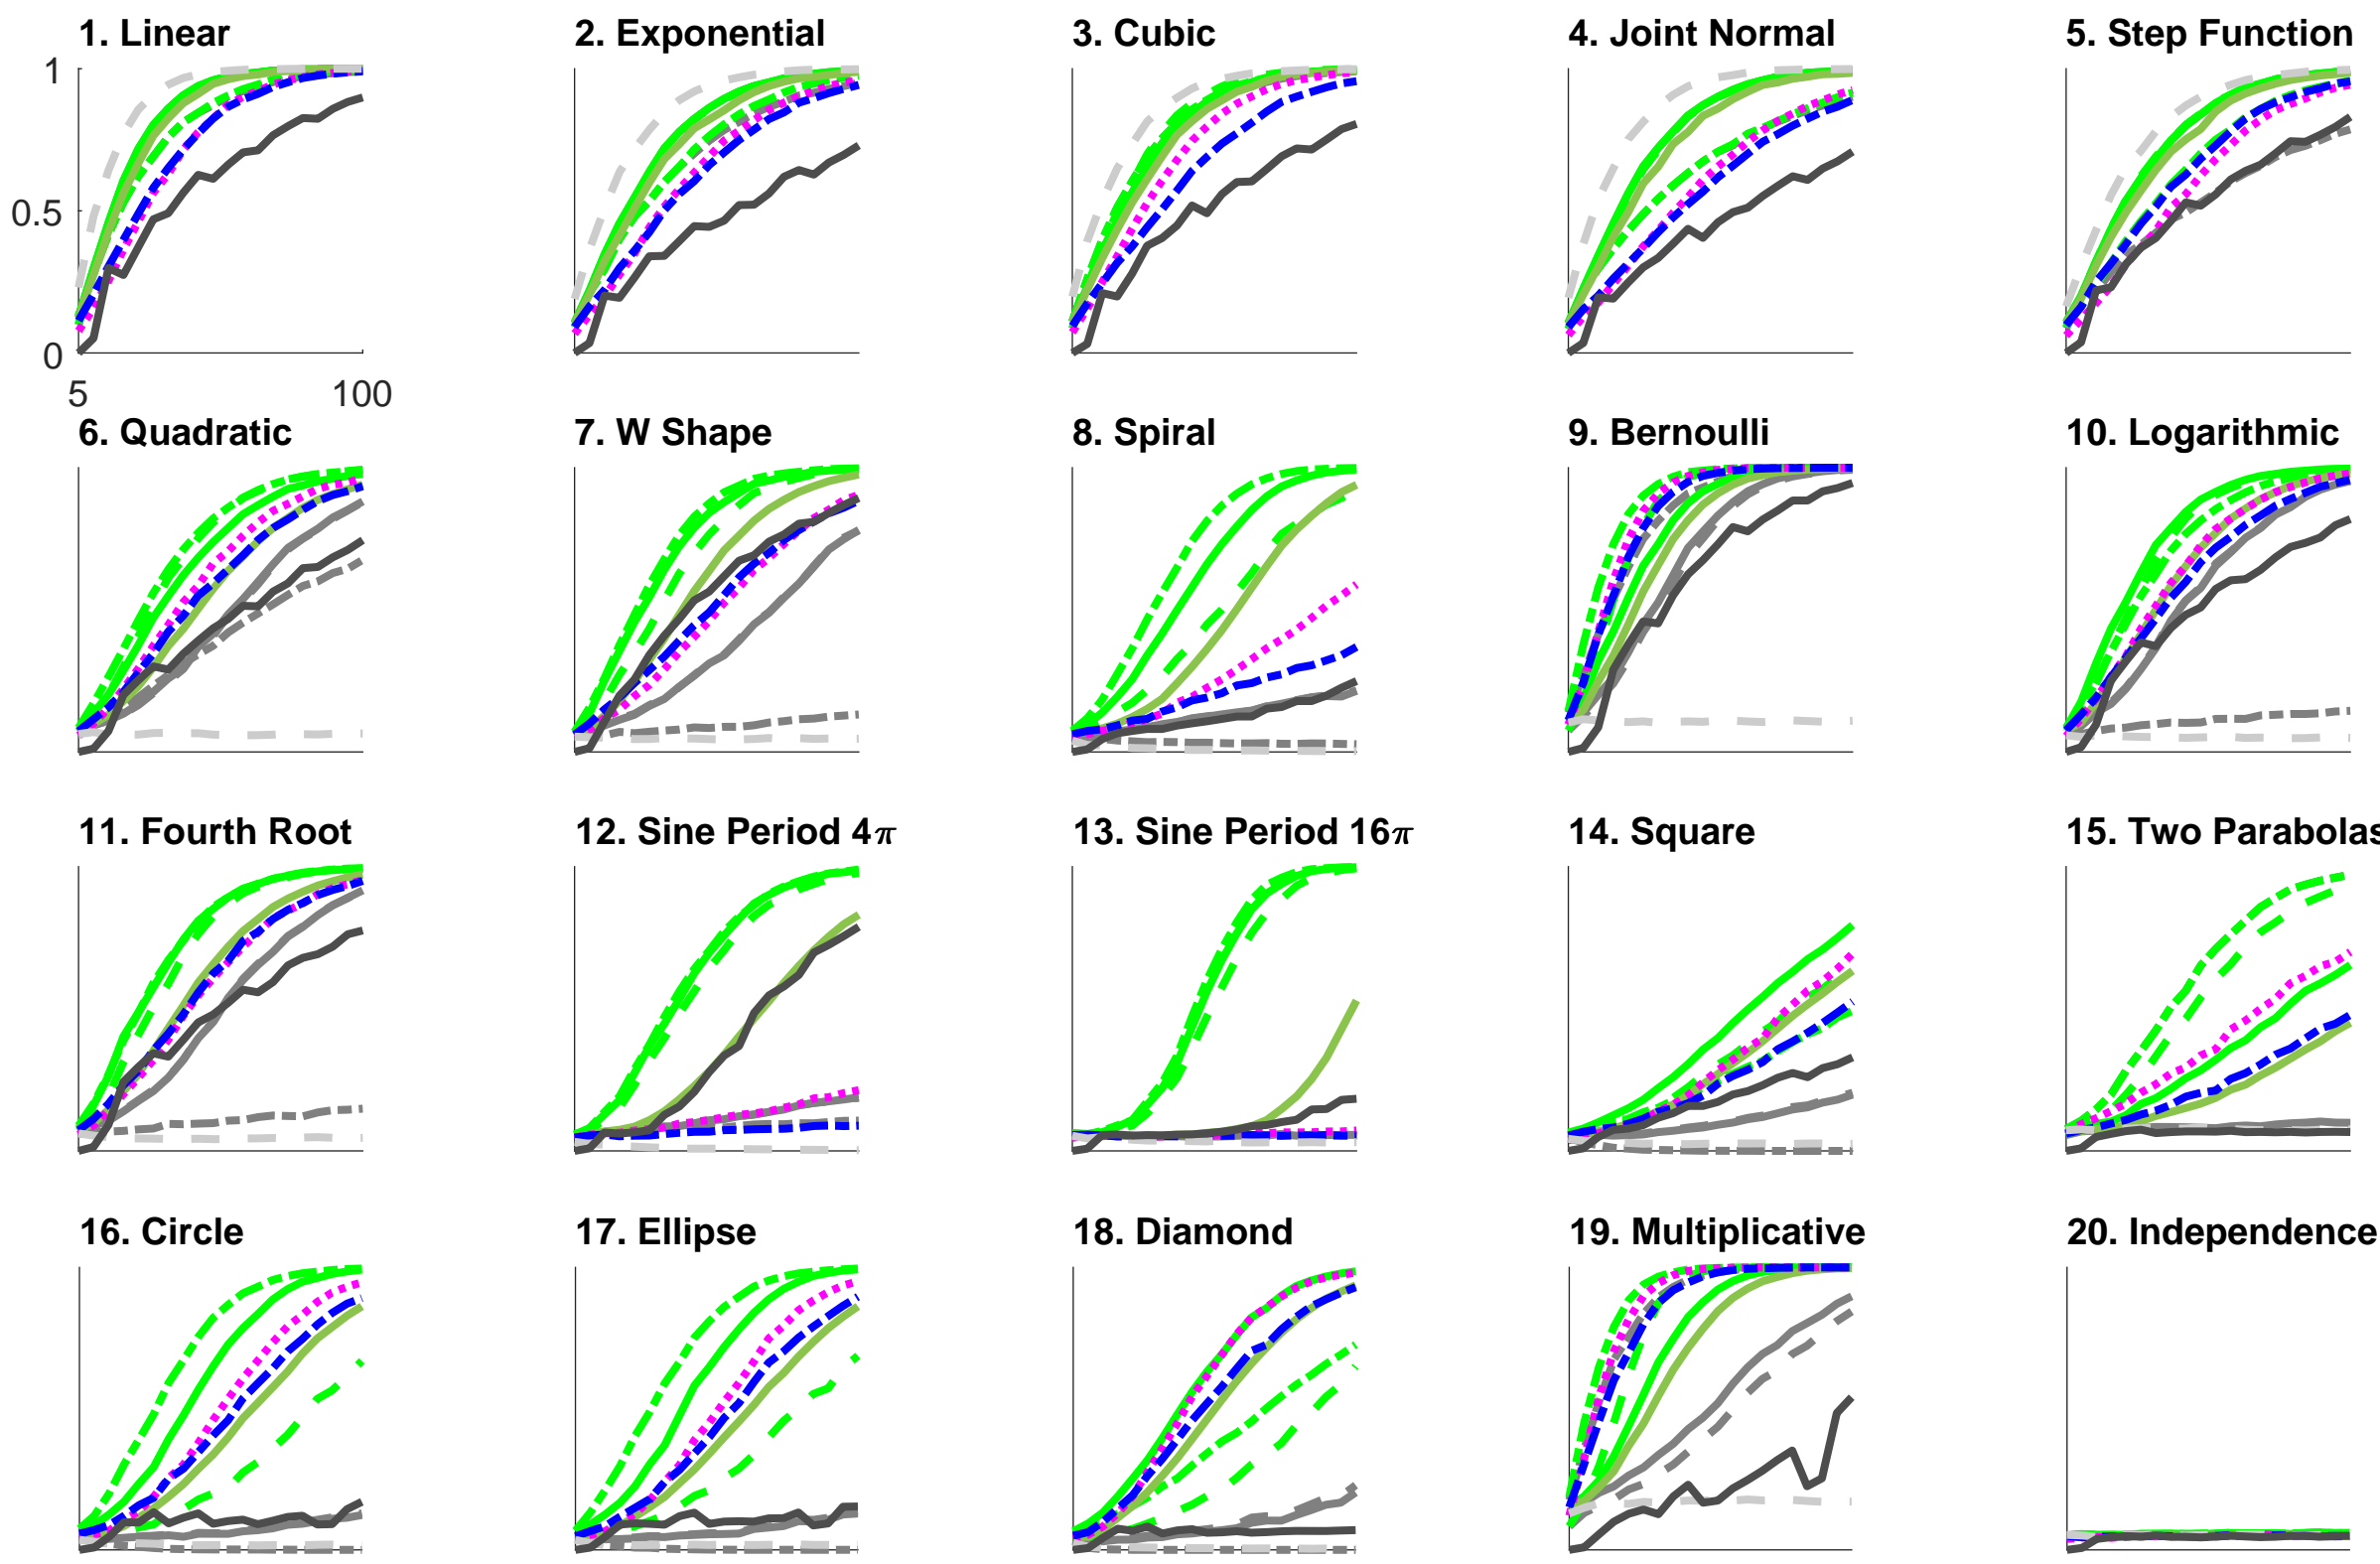 1. Linear
2. Exponential
3. Cubic
4. Joint Normal
5. Step Function
1
0.5
0
5
100
6. Quadratic
7. W Shape
8. Spiral
9. Bernoulli
10. Logarithmic
11. Fourth Root
12. Sine Period 4π
13. Sine Period 16π
14. Square
15. Two Parabolas
16. Circle
17. Ellipse
18. Diamond
19. Multiplicative
20. Independence